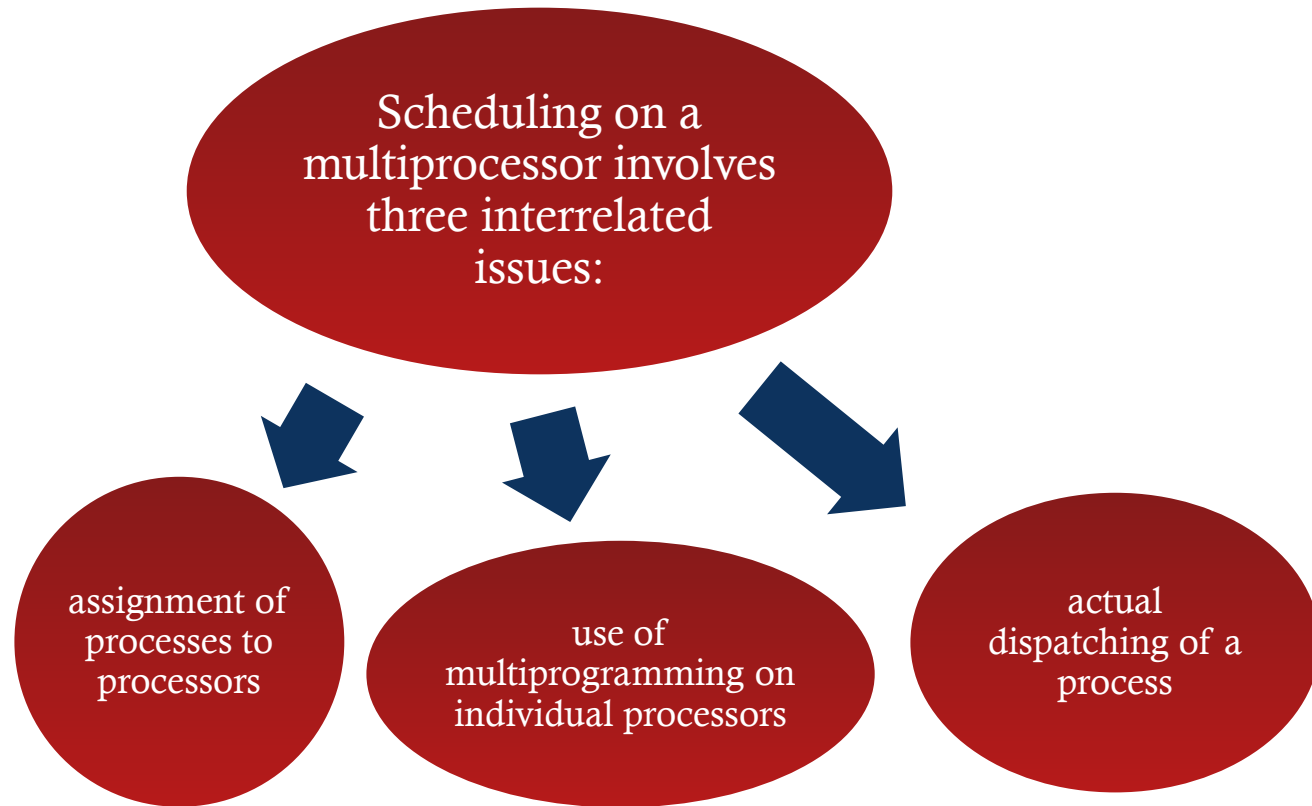 Scheduling on a
multiprocessor involves
three interrelated
issues:
assignment of
processes to
processors
use of
multiprogramming on
individual processors
actual
dispatching of a
process